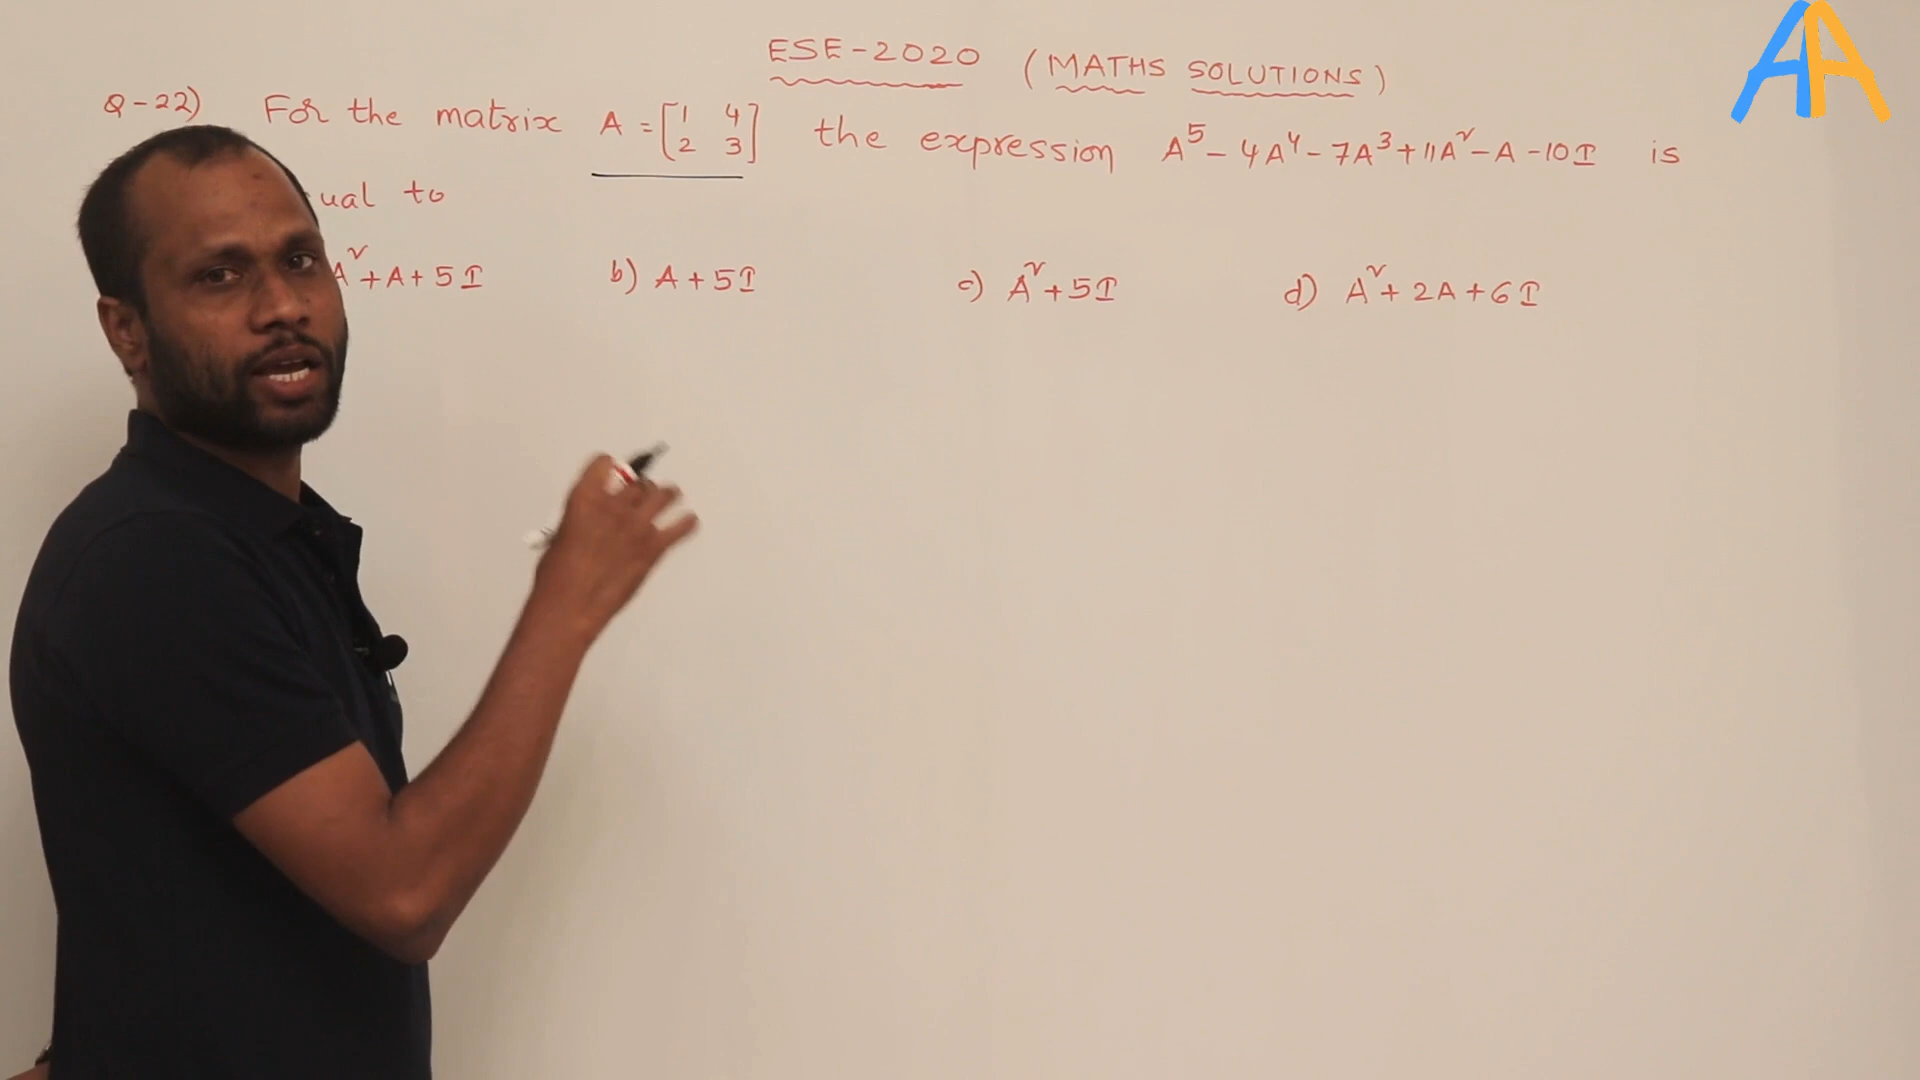 ESE-2020 (MATHS SOLUTIONS)
Q-22) For the matrix A = [1 4 2 3] the expression A⁵ - 4A⁴ - 7A³ + 11A² - A - 10I is
ual to
A² + A + 5I b) A + 5I c) A² + 5I d) A² + 2A + 6I
AA